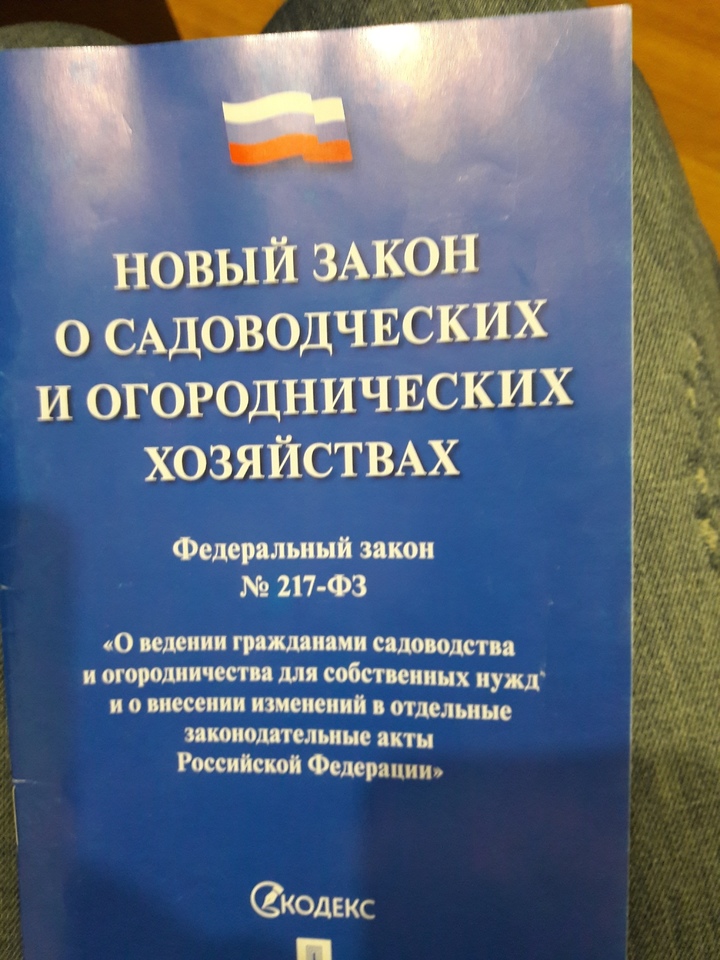 НОВЫЙ ЗАКОН
О САДОВОДЧЕСКИХ
И ОГОРОДНИЧЕСКИХ
ХОЗЯЙСТВАХ
Федеральный закон
№ 217-ФЗ
«О ведении гражданами садоводства
и огородничества для собственных нужд
и о внесении изменений в отдельные
законодательные акты
Российской Федерации»
КОДЕКС